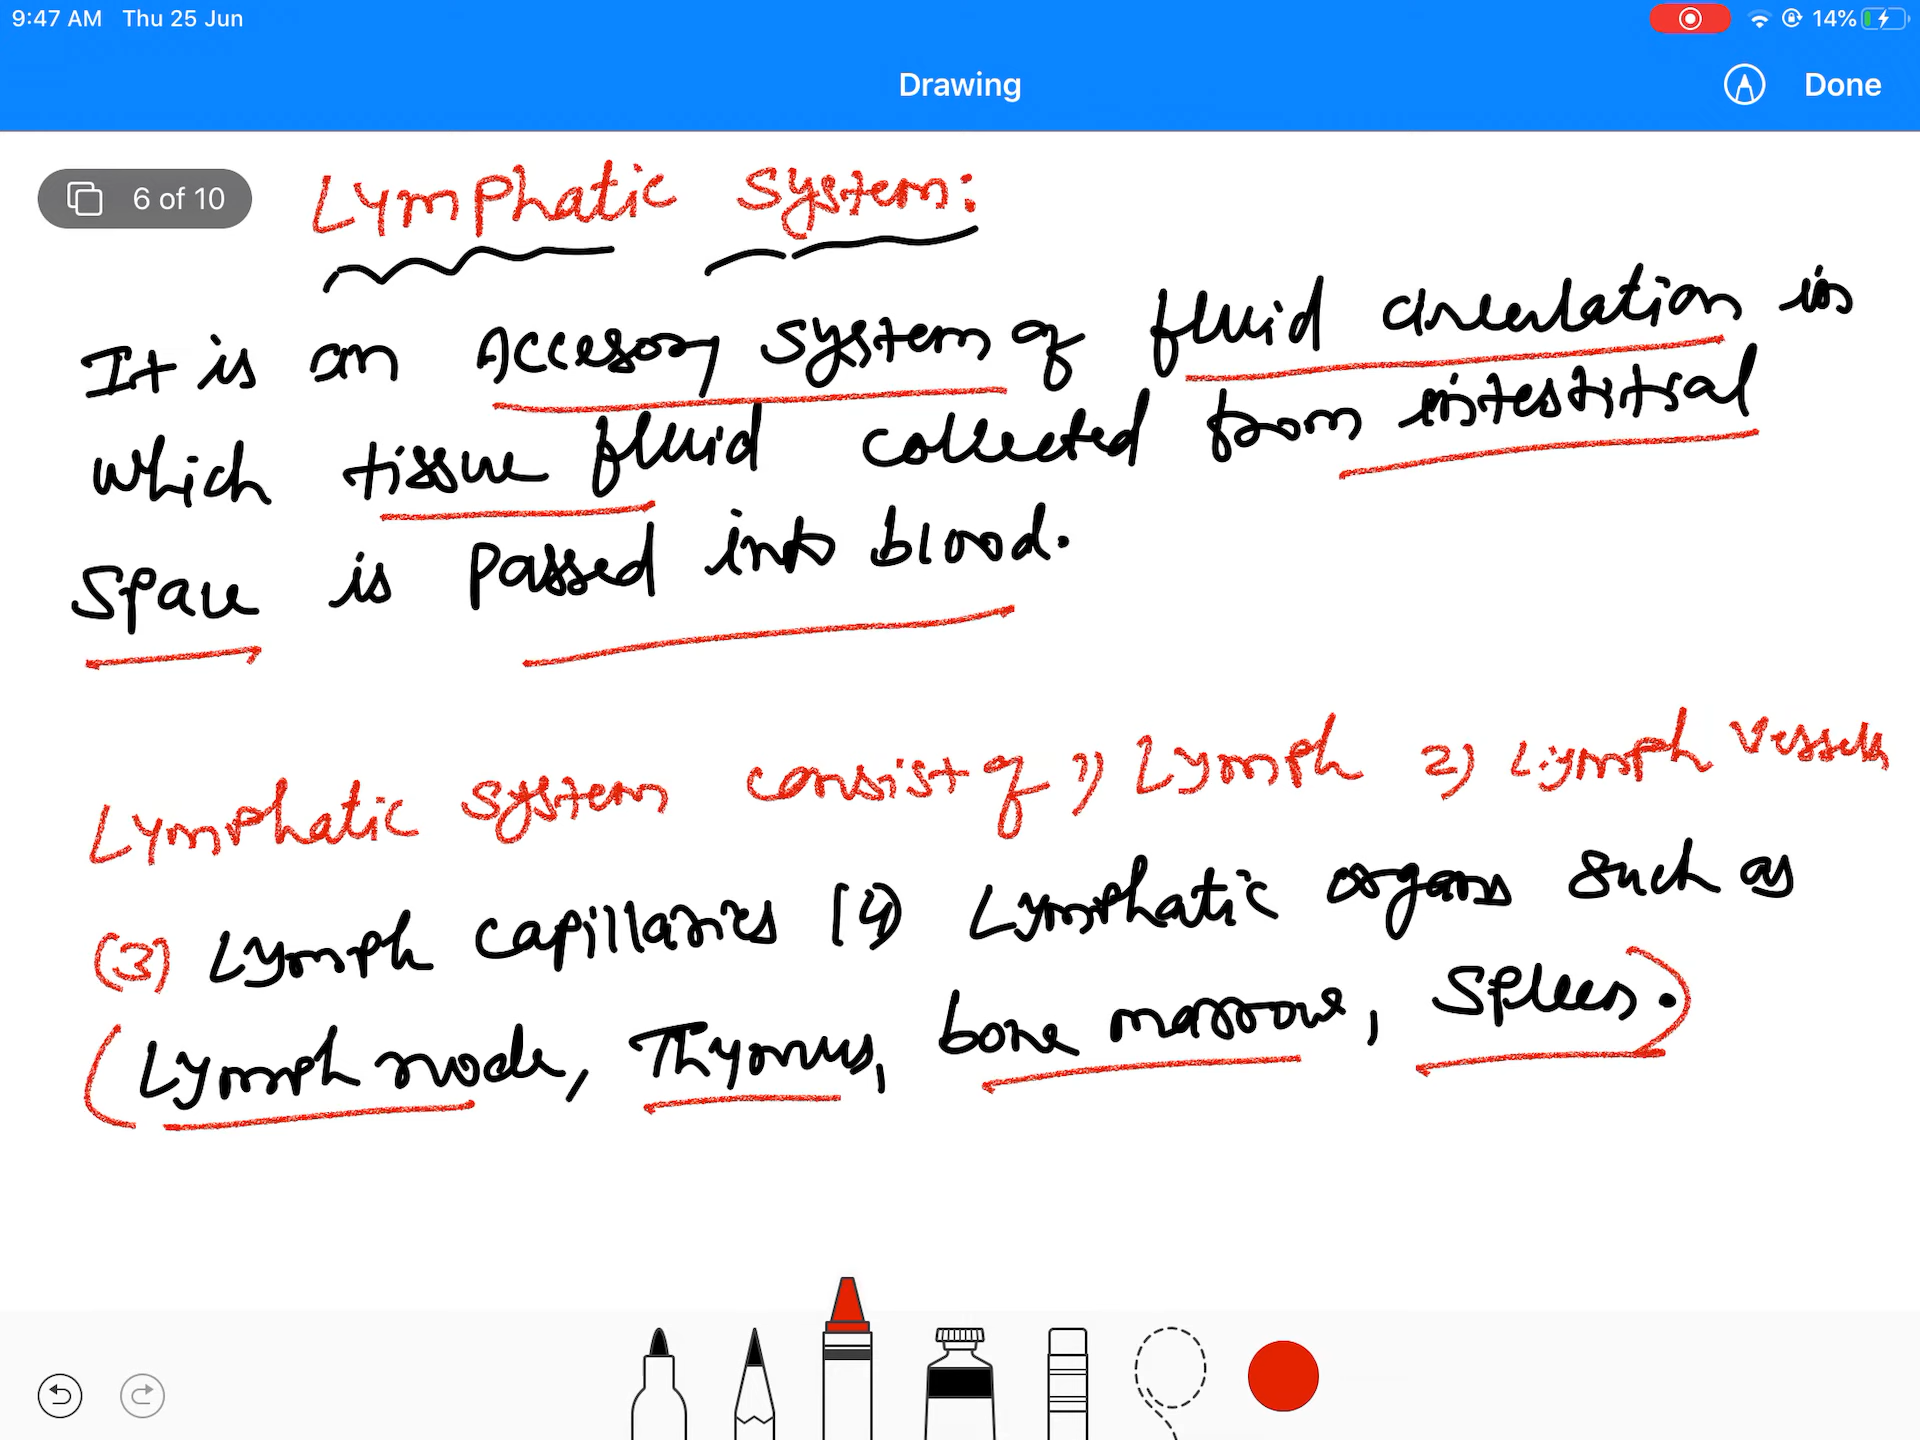 9:47 AM Thu 25 Jun
14%
Drawing
Done
6 of 10
Lymphatic System:
It is an Accesory system of fluid circulation in
which tissue fluid collected from intestitial
Space is passed into blood.
Lymphatic system consist of 1) Lymph 2) Lymph Vessels
(3) Lymph capillaries (4) Lymphatic organs such as
(Lymph node, Thymus, bone marrow, Spleen.)